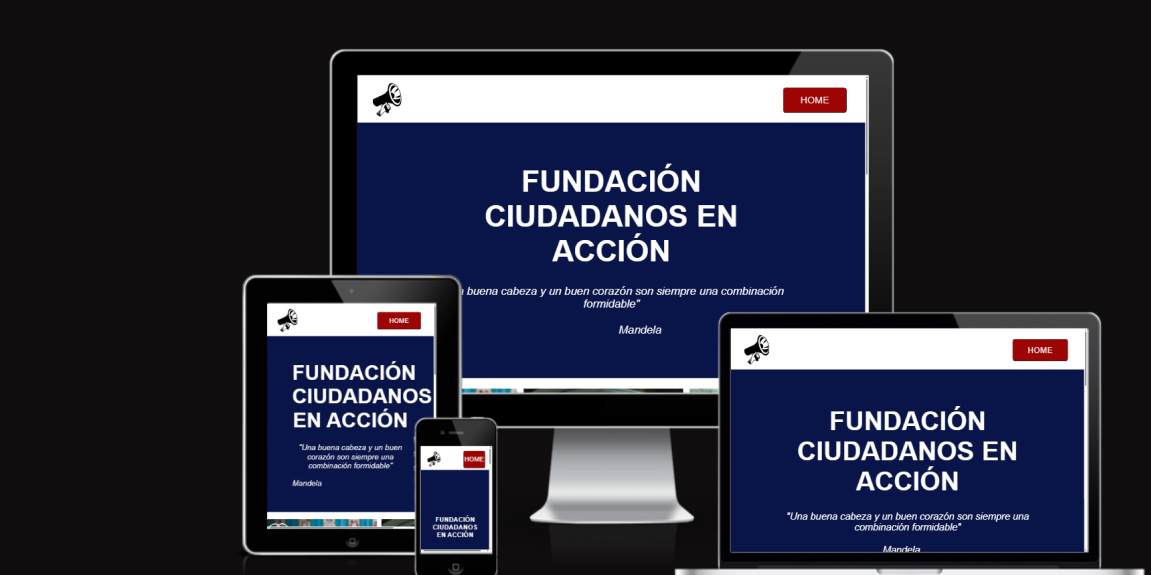 HOME
FUNDACIÓN
CIUDADANOS EN
ACCIÓN
buena cabeza y un buen corazón son siempre una combinación
formidable"
Mandela
HOME
FUNDACIÓN
CIUDADANOS
EN ACCIÓN
"Una buena cabeza y un buen
corazón son siempre una
combinación formidable"
Mandela
HOME
FUNDACIÓN
CIUDADANOS
EN ACCIÓN
HOME
FUNDACIÓN
CIUDADANOS EN
ACCIÓN
"Una buena cabeza y un buen corazón son siempre una
combinación formidable"
Mandela